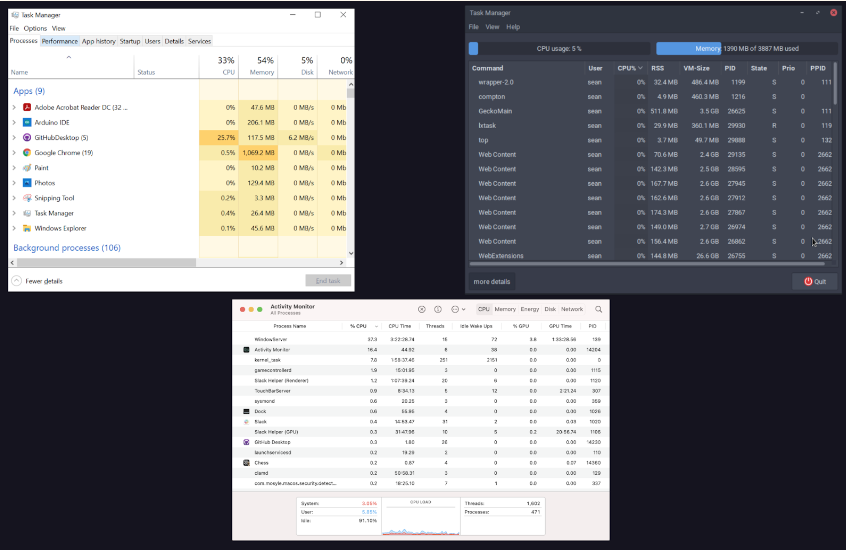 Task Manager
File Options View
Processes Performance App history Startup Users Details Services
33% 54% 5% 0%
Name Status CPU Memory Disk Network
Apps (9)
Adobe Acrobat Reader DC (32 ... 0% 47.6 MB 0 MB/s 0 Mb
Arduino IDE 0% 206.1 MB 0 MB/s 0 Mb
GitHubDesktop (5) 25.7% 117.5 MB 6.2 MB/s 0 Mb
Google Chrome (19) 0.5% 1,069.2 MB 0 MB/s 0 Mb
Paint 0% 10.2 MB 0 MB/s 0 Mb
Photos 0% 129.4 MB 0 MB/s 0 Mb
Snipping Tool 0.2% 3.3 MB 0 MB/s 0 Mb
Task Manager 0.4% 26.4 MB 0 MB/s 0 Mb
Windows Explorer 0.1% 45.6 MB 0 MB/s 0 Mb
Background processes (106)
Fewer details End task
Task Manager
File View Help
CPU usage: 5 % Memory: 1390 MB of 3887 MB used
Command User CPU% RSS VM-Size PID State Prio PPID
wrapper-2.0 sean 0% 32.4 MB 486.4 MB 1199 S 0 111
compton sean 0% 4.9 MB 460.3 MB 1216 S 0
GeckoMain sean 0% 511.8 MB 3.5 GB 26625 S 0 111
lxtask sean 0% 29.9 MB 360.1 MB 29930 R 0 119
top sean 0% 3.7 MB 49.7 MB 29888 S 0 132
Web Content sean 0% 70.6 MB 2.4 GB 29135 S 0 2662
Web Content sean 0% 142.3 MB 2.5 GB 28595 S 0 2662
Web Content sean 0% 167.7 MB 2.6 GB 27945 S 0 2662
Web Content sean 0% 162.6 MB 2.6 GB 27912 S 0 2662
Web Content sean 0% 174.3 MB 2.6 GB 27867 S 0 2662
Web Content sean 0% 149.0 MB 2.7 GB 26974 S 0 2662
Web Content sean 0% 156.4 MB 2.6 GB 26862 S 0 2662
WebExtensions sean 0% 144.8 MB 26.6 GB 26755 S 0 2662
more details Quit
Activity Monitor
All Processes
CPU Memory Energy Disk Network
Process Name % CPU CPU Time Threads Idle Wake Ups % GPU GPU Time PID
WindowServer 37.3 3:22:28.74 15 72 3.8 1:33:28.56 139
Activity Monitor 16.4 44.92 5 38 0.0 0.00 14204
kernel_task 7.8 1:58:37.46 251 2151 0.0 0.00 0
gamecontrollerd 1.9 15:01.95 3 0 0.0 0.00 1115
Slack Helper (Renderer) 1.2 1:07:39.24 20 6 0.0 0.00 1120
TouchBarServer 0.9 8:34.13 5 12 0.0 2:21.24 307
sysmond 0.6 20.25 3 0 0.0 0.00 359
Dock 0.6 55.85 4 0 0.0 0.00 1026
Slack 0.4 14:53.47 31 2 0.0 0.03 1020
Slack Helper (GPU) 0.3 31:47.96 10 5 0.2 20:56.74 1106
GitHub Desktop 0.3 1.80 28 0 0.0 0.00 14230
launchservicesd 0.2 19.29 2 0 0.0 0.00 110
Chess 0.2 0.87 4 0 0.0 0.07 14360
clamd 0.2 50:58.31 2 0 0.0 0.00 129
com.mosyle.macos.security.detect... 0.2 18:25.10 7 1 0.0 0.00 337
System: 3.05% CPU LOAD Threads: 1,602
User: 5.85% Processes: 471
Idle: 91.10%